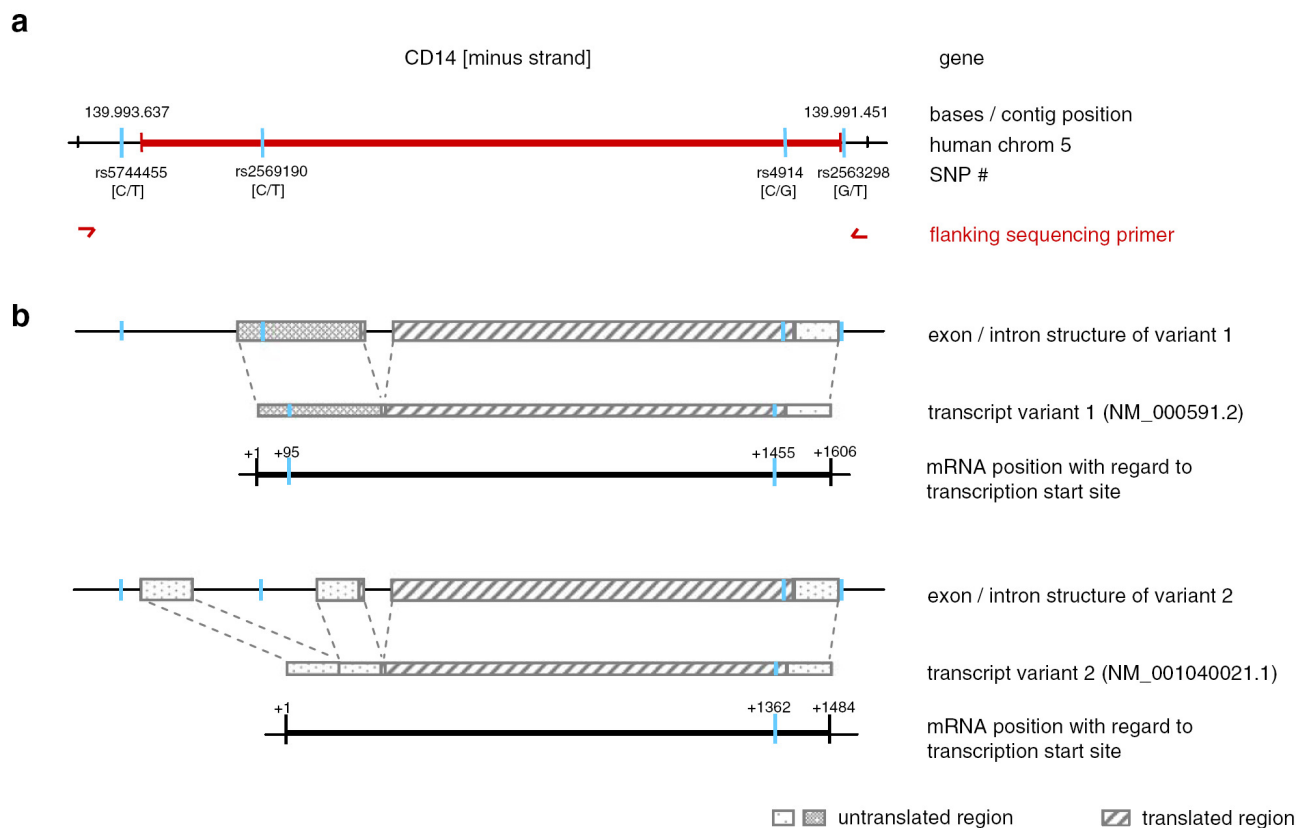 a
CD14 [minus strand]
gene
139.993.637
139.991.451
bases / contig position
human chrom 5
rs5744455
rs2569190
rs4914
rs2563298
SNP #
[C/T]
[C/T]
[C/G]
[G/T]
flanking sequencing primer
b
exon / intron structure of variant 1
transcript variant 1 (NM_000591.2)
+1
+95
+1455
+1606
mRNA position with regard to
transcription start site
exon / intron structure of variant 2
transcript variant 2 (NM_001040021.1)
+1
+1362
+1484
mRNA position with regard to
transcription start site
untranslated region
translated region